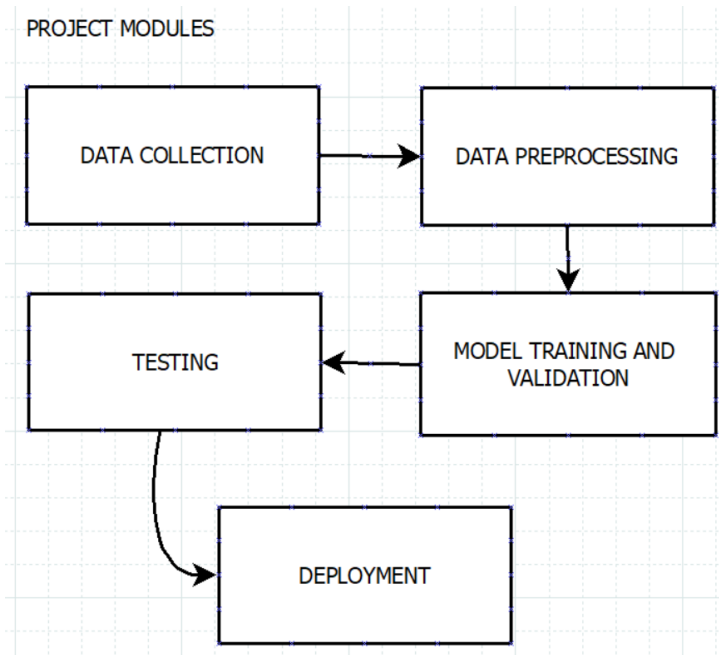 PROJECT MODULES
DATA COLLECTION
DATA PREPROCESSING
MODEL TRAINING AND
VALIDATION
TESTING
DEPLOYMENT